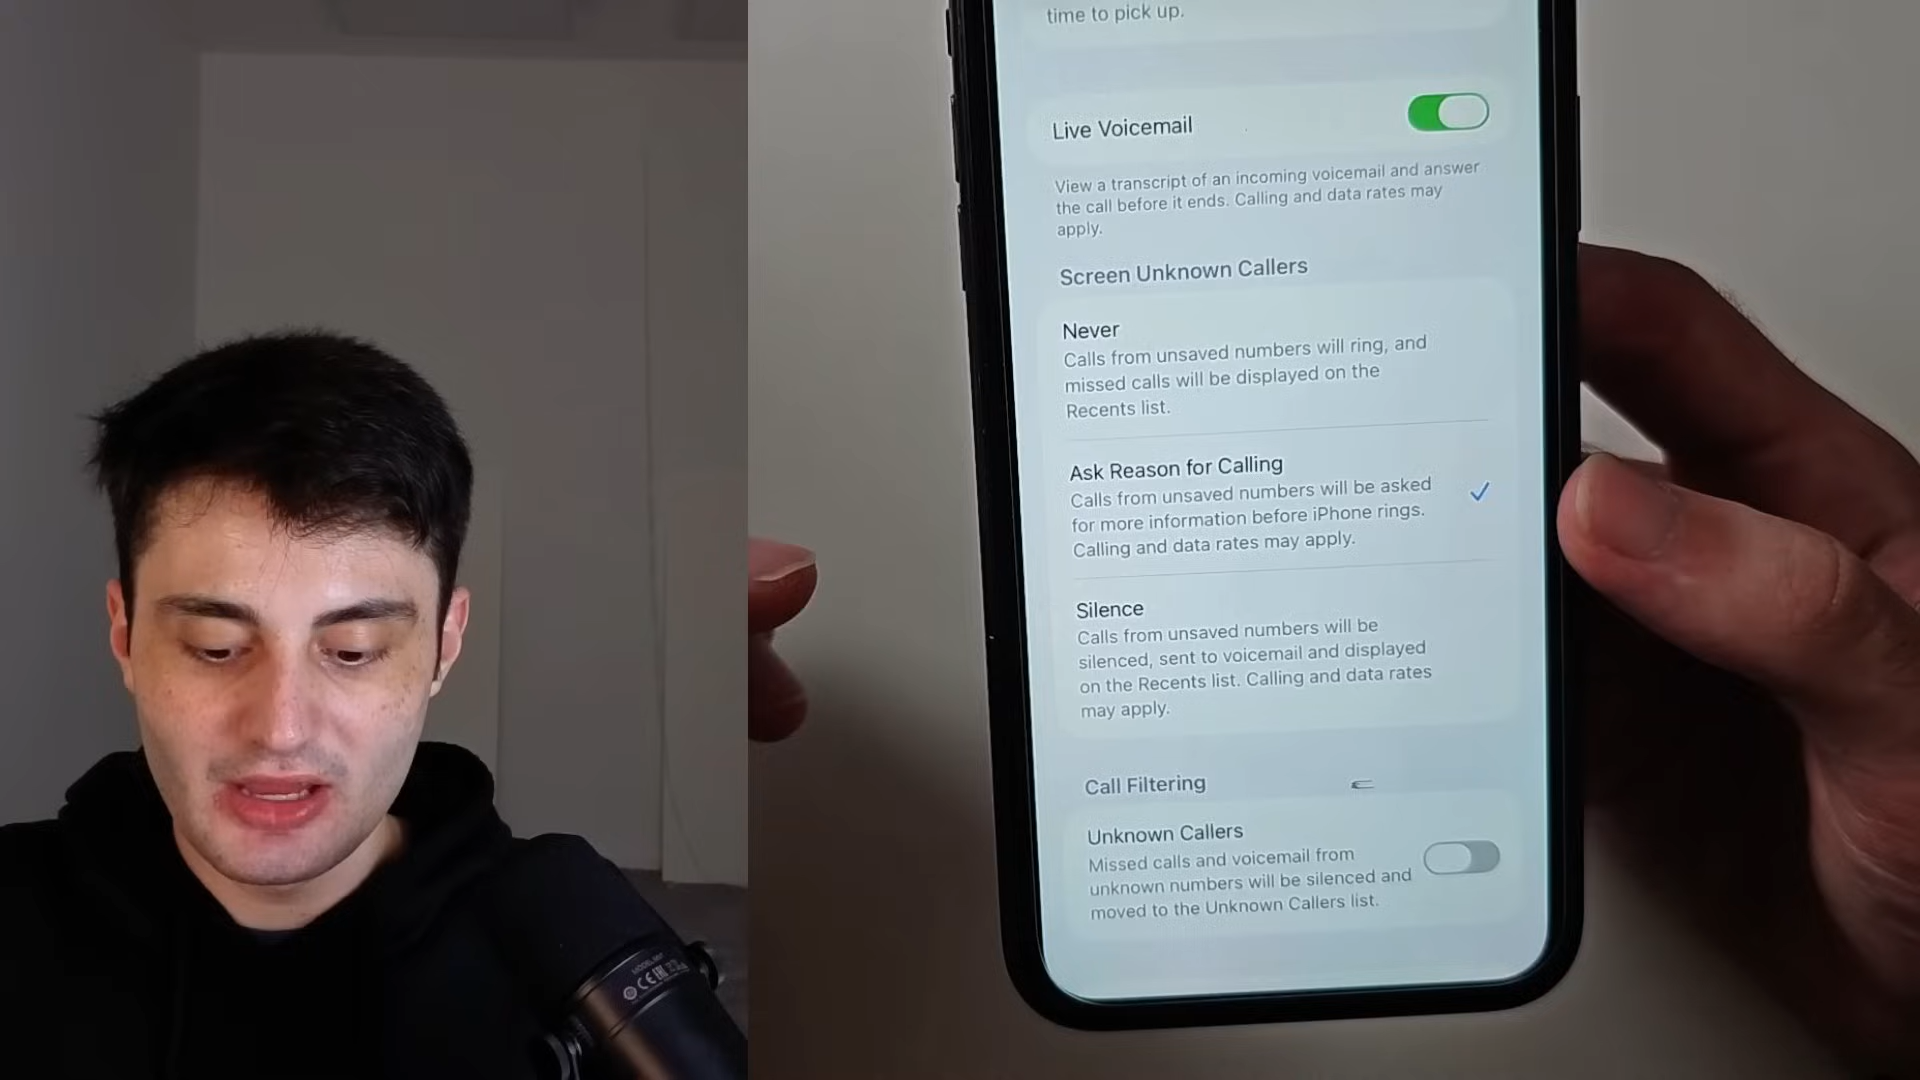 time to pick up.
Live Voicemail
View a transcript of an incoming voicemail and answer
the call before it ends. Calling and data rates may
apply.
Screen Unknown Callers
Never
Calls from unsaved numbers will ring, and
missed calls will be displayed on the
Recents list.
Ask Reason for Calling
Calls from unsaved numbers will be asked
for more information before iPhone rings.
Calling and data rates may apply.
Silence
Calls from unsaved numbers will be
silenced, sent to voicemail and displayed
on the Recents list. Calling and data rates
may apply.
Call Filtering
Unknown Callers
Missed calls and voicemail from
unknown numbers will be silenced and
moved to the Unknown Callers list.